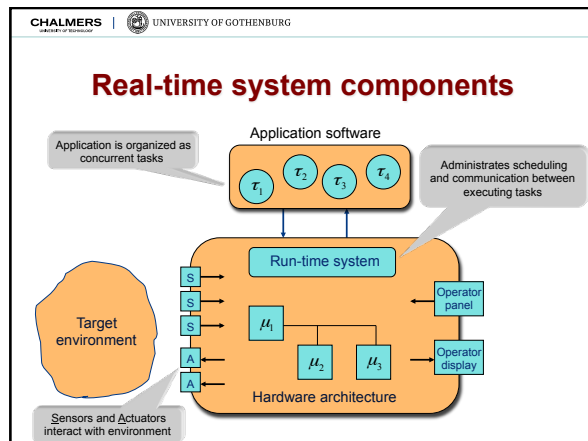 CHALMERS
UNIVERSITY OF TECHNOLOGY
UNIVERSITY OF GOTHENBURG
Real-time system components
Application software
Application is organized as
concurrent tasks
τ1
τ2
τ3
τ4
Administrates scheduling
and communication between
executing tasks
Run-time system
S
S
S
A
A
Target
environment
μ1
μ2
μ3
Operator
panel
Operator
display
Hardware architecture
Sensors and Actuators
interact with environment